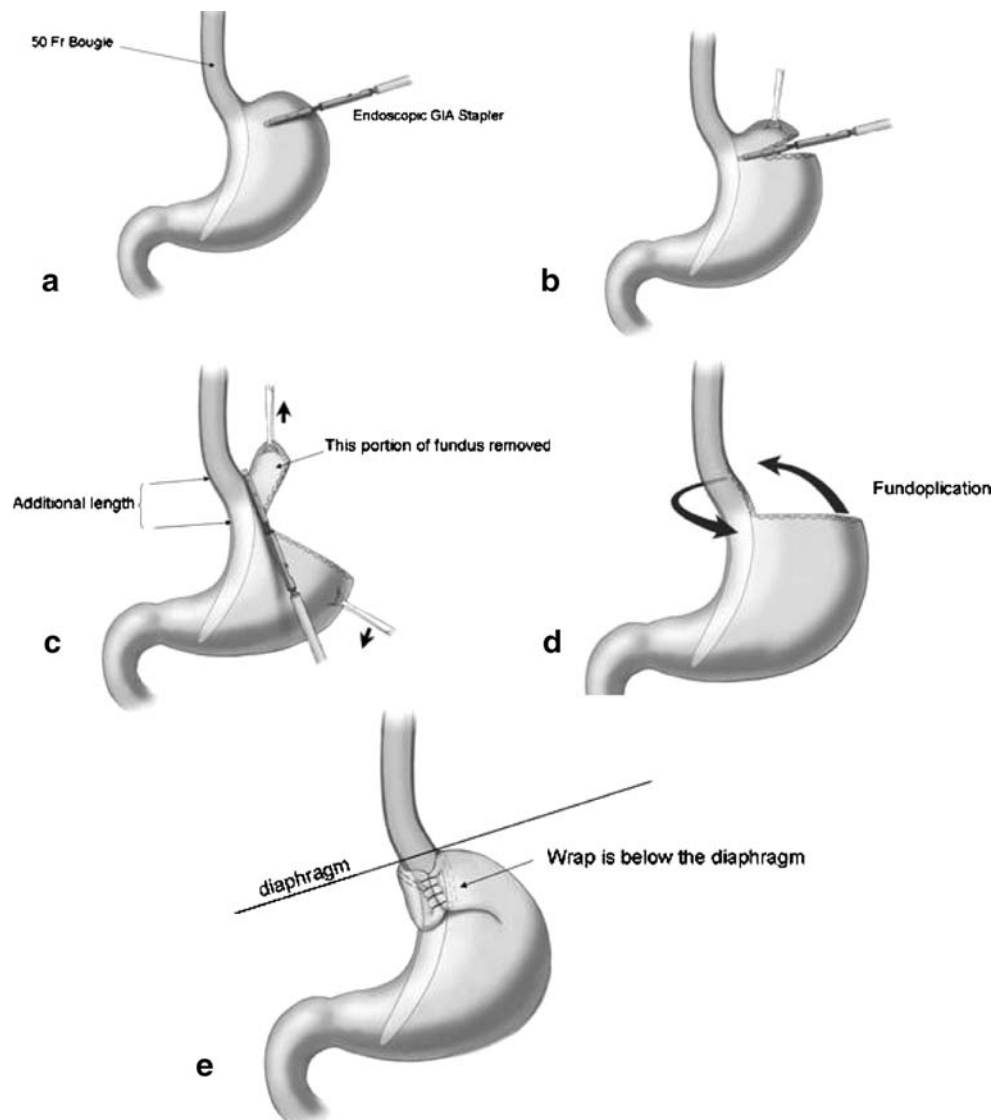 50 Fr Bougie
Endoscopic GIA Stapler
a
b
This portion of fundus removed
Additional length
c
Fundoplication
d
diaphragm
Wrap is below the diaphragm
e